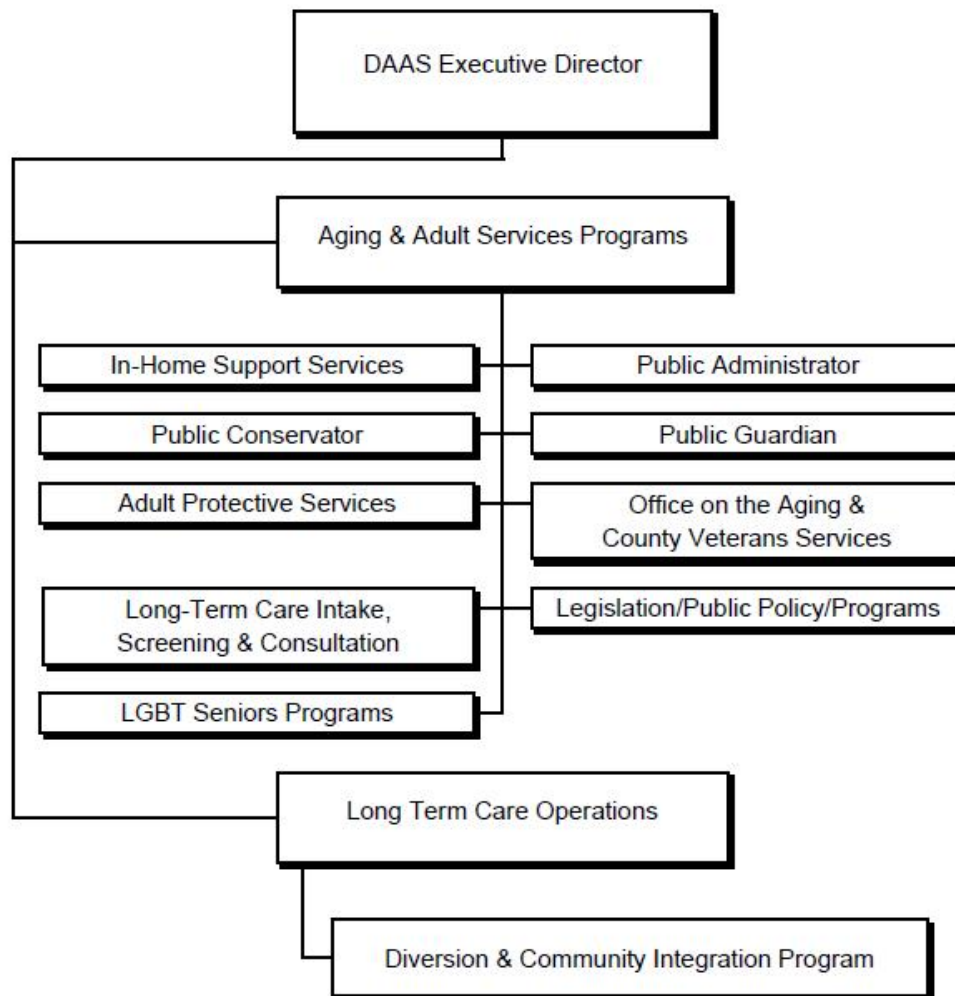 DAAS Executive Director
Aging & Adult Services Programs
In-Home Support Services
Public Administrator
Public Conservator
Public Guardian
Adult Protective Services
Office on the Aging &
County Veterans Services
Long-Term Care Intake,
Screening & Consultation
Legislation/Public Policy/Programs
LGBT Seniors Programs
Long Term Care Operations
Diversion & Community Integration Program